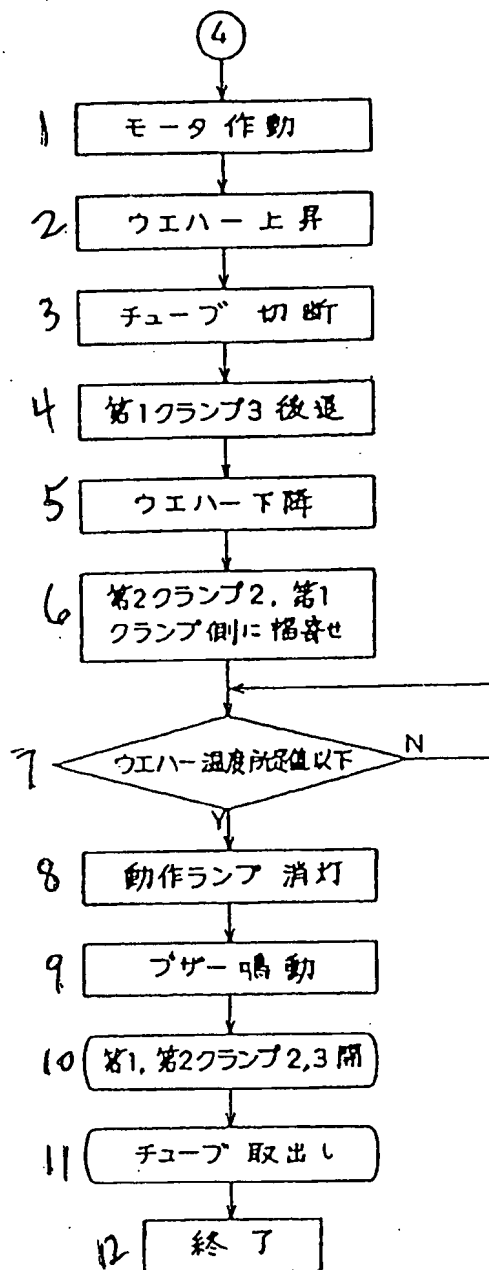 4
1 モータ作動
2 ウエハー上昇
3 チューブ 切断
4 第1クランプ3後退
5 ウエハー下降
6 第2クランプ2,第1
クランプ側に幅寄せ
7 ウエハー温度所定値以下 N
Y
8 動作ランプ 消灯
9 ブザー鳴動
10 第1,第2クランプ2,3開
11 チューブ 取出し
12 終了